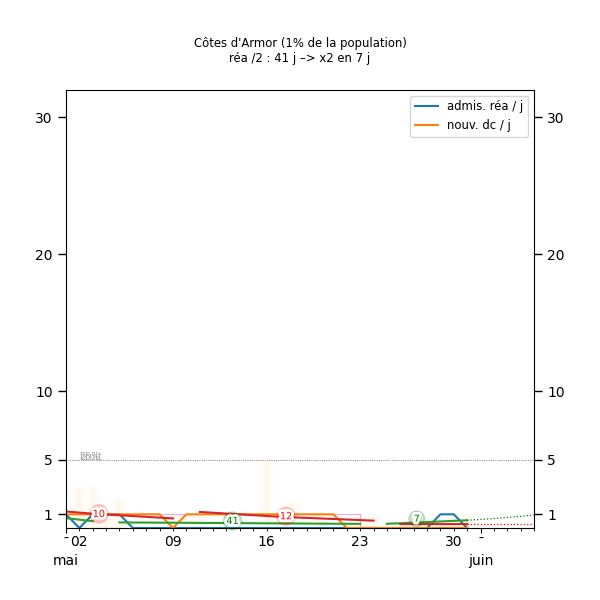 Côtes d'Armor (1% de la population)
réa /2 : 41 j –> x2 en 7 j
admis. réa / j
nouv. dc / j
30 30
20 20
10 10
5 5
1 1
10 41 12 7
02 09 16 23 30
mai juin